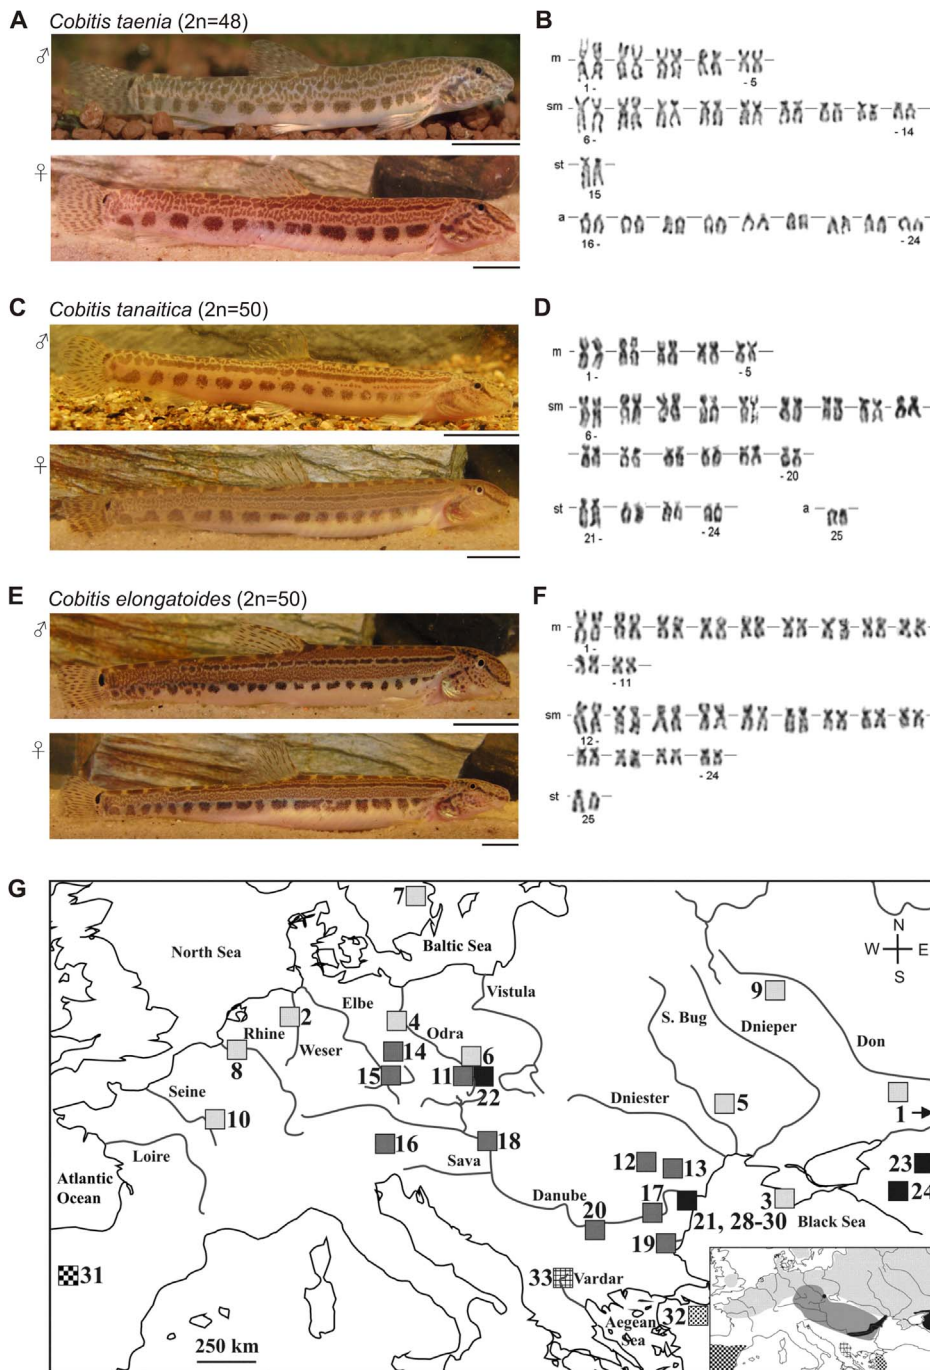 A Cobitis taenia (2n=48)
♂
♀
B
m
1 - - 5
sm
6 - - 14
st
15
a
16 - - 24
C Cobitis tanaitica (2n=50)
♂
♀
D
m
1 - - 5
sm
6 -
- 20
st a
21 - - 24 25
E Cobitis elongatoides (2n=50)
♂
♀
F
m
1 -
- 11
sm
12 -
- 24
st
25
G
7
North Sea
Baltic Sea
N
W E
S
Vistula
9
Elbe
S. Bug
2
4
Odra
Dnieper
Rhine
Weser
14
6
Don
8
15
11
22
Seine
Dniester
5
1
10
16
18
Loire
12
13
23
Sava
Atlantic
Ocean
17
3
24
Danube
20
21, 28-30
Black Sea
19
31
33
Vardar
32
Aegean
Sea
250 km